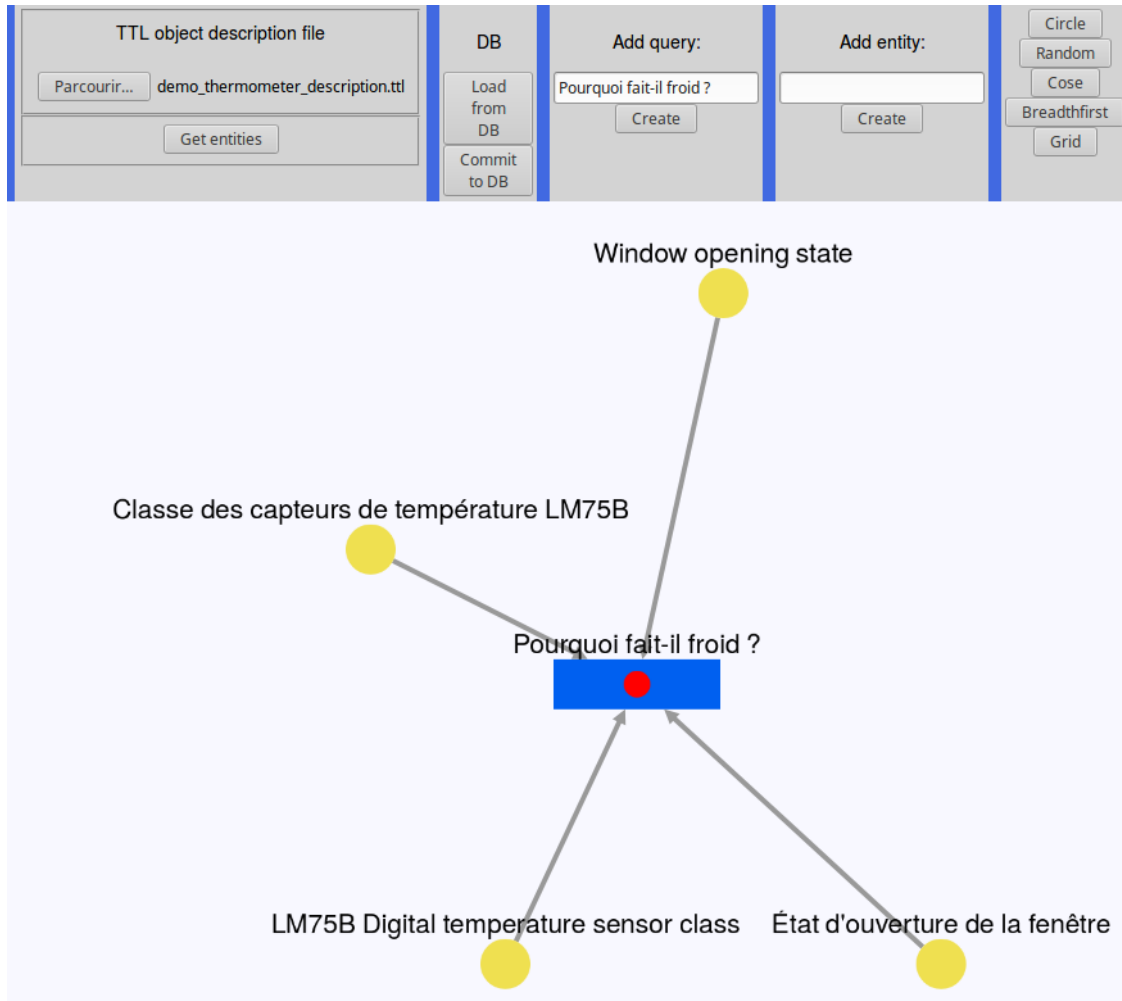 TTL object description file
Parcourir... demo_thermometer_description.ttl
Get entities
DB
Load
from
DB
Commit
to DB
Add query:
Pourquoi fait-il froid ?
Create
Add entity:
Create
Circle
Random
Cose
Breadthfirst
Grid
Window opening state
Classe des capteurs de température LM75B
Pourquoi fait-il froid ?
LM75B Digital temperature sensor class
État d'ouverture de la fenêtre